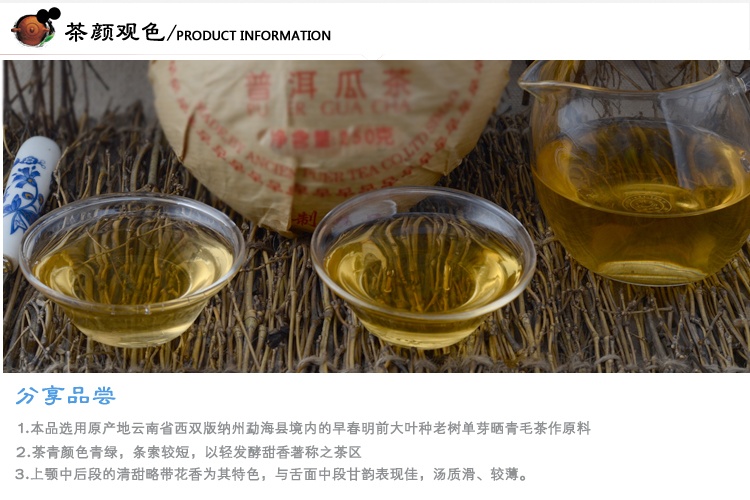 茶颜观色/PRODUCT INFORMATION
普洱瓜茶
PU ER GUA CHA
净含量:
分享品尝
1.本品选用原产地云南省西双版纳州勐海县境内的早春明前大叶种老树单芽晒青毛茶作原料
2.茶青颜色青绿，条索较短，以轻发酵甜香著称之茶区
3.上颚中后段的清甜略带花香为其特色，与舌面中段甘韵表现佳，汤质滑、较薄。